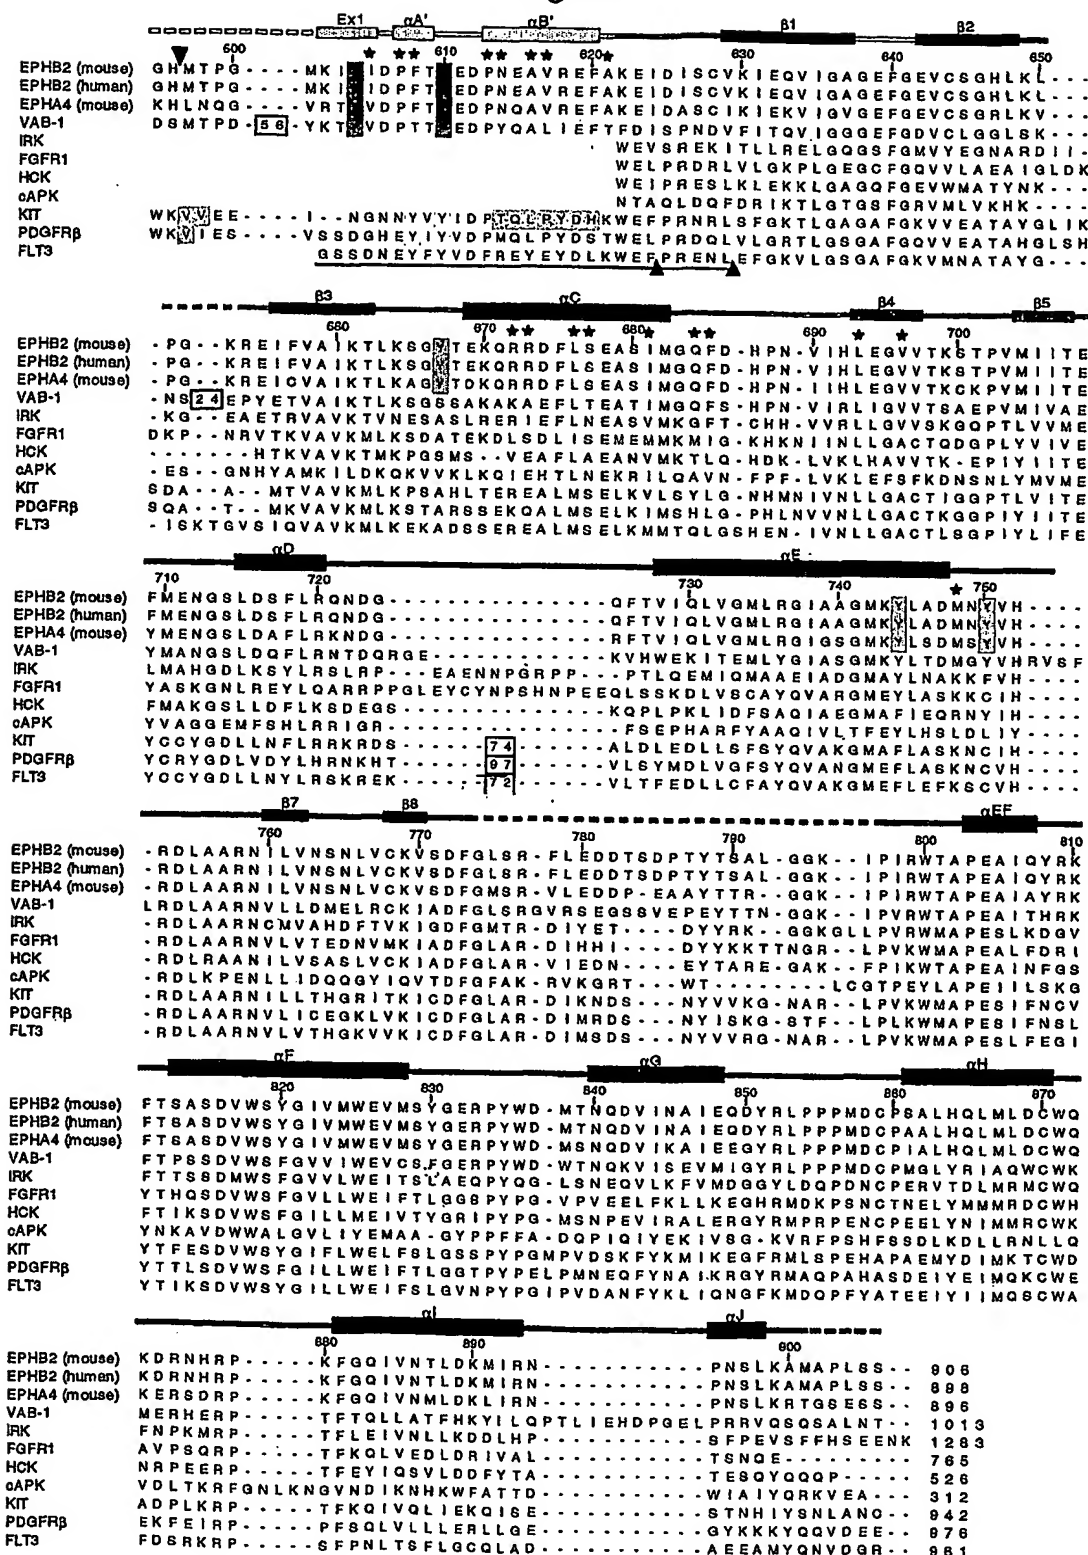 Ex1 αA' αB' β1 β2
600 610 620 630 640 650
EPHB2 (mouse) GHMTPG----MKI IDPFT EDPNEAVREFAKEIDISCVKIEQVIGAGEFGEVCSGHLKL---
EPHB2 (human) GHMTPG----MKI IDPFT EDPNEAVREFAKEIDISCVKIEQVIGAGEFGEVCSGHLKL---
EPHA4 (mouse) KHLNQG----VRT VDPFT EDPNQAVREFAKEIDASCIKIEKVIGVGEFGEVCSGRLKV---
VAB-1 DSMTPD-56 YKT VDPTT EDPYQALIEFTFDISPNDVFITQVIGGGEFGDVCLGGLSK----
IRK WEVSREKITLLRELGQGSFGMVYEGNARDII-
FGFR1 WELPRDRLVLGKPLGEGCFGQVVLAEAIGLDK
HCK WEIPRESLKLEKKLGAGQFGEVWMATYNK---
cAPK NTAQLDQFDRIKTLGTGSFGRVMLVKHK---
KIT WKVVEE----I--NGNNYVYIDPTQLPYDHKWEFPRNRLSFGKTLGAGAFGKVVEATAYGLIK
PDGFRβ WKVIES----VSSDGHEYIYVDPMQLPYDSTWELPRDQLVLGRTLGSGAFGQVVEATAHGLSH
FLT3 GSSDNEYFYVDFREYEYDLKWEFPRENLEFGKVLGSGAFGKVMNATAYG---
β3 αC β4 β5
680 670 680 690 700
EPHB2 (mouse) -PG--KREIFVAIKTLKSGYTEKQRRDFLSEASIMGQFD-HPN-VIHLEGVVTKSTPVMIITE
EPHB2 (human) -PG--KREIFVAIKTLKSGYTEKQRRDFLSEASIMGQFD-HPN-VIHLEGVVTKSTPVMIITE
EPHA4 (mouse) -PG--KREICVAIKTLKAGYTDKQRRDFLSEASIMGQFD-HPN-IIHLEGVVTKCKPVMIITE
VAB-1 -NS24EPYETVAIKTLKSGSSAKAKAEFLTEATIMGQFS-HPN-VIRLIGVVTSAEPVMIVAE
IRK -KG--EAETRVAVKTVNESASLRERIEFLNEASVMKGFT-CHH-VVRLLGVVSKGQPTLVVME
FGFR1 DKP--NRVTKVAVKMLKSDATEKDLSDLISEMEMMKMIG-KHKNIINLLGACTQDGPLYVIVE
HCK -------HTKVAVKTMKPGSMS--VEAFLAEANVMKTLQ-HDK-LVKLHAVVTK-EPIYIITE
cAPK -ES--GNHYAMKILDKQKVVKLKQIEHTLNEKRILQAVN-FPF-LVKLEFSFKDNSNLYMVME
KIT SDA--A--MTVAVKMLKPSAHLTEREALMSELKVLSYLG-NHMNIVNLLGACTIGGPTLVITE
PDGFRβ SQA--T--MKVAVKMLKSTARSSEKQALMSELKIMSHLG-PHLNVVNLLGACTKGGPIYIITE
FLT3 -ISKTGVSIQVAVKMLKEKADSSEREALMSELKMMTQLGSHEN-IVNLLGACTLSGPIYLIFE
αD αE
710 720 730 740 750
EPHB2 (mouse) FMENGSLDSFLRQNDG---------------QFTVIQLVGMLRGIAAGMKYLADMNYVH----
EPHB2 (human) FMENGSLDSFLRQNDG---------------QFTVIQLVGMLRGIAAGMKYLADMNYVH----
EPHA4 (mouse) YMENGSLDAFLRKNDG---------------RFTVIQLVGMLRGIGSGMKYLSDMSYVH----
VAB-1 YMANGSLDQFLRNTDQRGE------------KVHWEKITEMLYGIASGMKYLTDMGYVHRVSF
IRK LMAHGDLKSYLRSLRP---EAENNPGRPP--PTLQEMIQMAAEIADGMAYLNAKKFVH----
FGFR1 YASKGNLREYLQARRPPGLEYCYNPSHNPEEQLSSKDLVSCAYQVARGMEYLASKKCIH----
HCK FMAKGSLLDFLKSDEGS--------------KQPLPKLIDFSAQIAEGMAFIEQRNYIH----
cAPK YVAGGEMFSHLRRIGR---------------FSEPHARFYAAQIVLTFEYLHSLDLIY----
KIT YCCYGDLLNFLRRKRDS-------74-----ALDLEDLLSFSYQVAKGMAFLASKNCIH----
PDGFRβ YCRYGDLVDYLHRNKHT-------97-----VLSYMDLVGFSYQVANGMEFLASKNCVH----
FLT3 YCCYGDLLNYLRSKREK-------72-----VLTFEDLLCFAYQVAKGMEFLEFKSCVH----
β7 β8 αEF
760 770 780 790 800 810
EPHB2 (mouse) -RDLAARNILVNSNLVCKVSDFGLSR-FLEDDTSDPTYTSAL-GGK--IPIRWTAPEAIQYRK
EPHB2 (human) -RDLAARNILVNSNLVCKVSDFGLSR-FLEDDTSDPTYTSAL-GGK--IPIRWTAPEAIQYRK
EPHA4 (mouse) -RDLAARNILVNSNLVCKVSDFGMSR-VLEDDP-EAAYTTR--GGK--IPIRWTAPEAIAYRK
VAB-1 LRDLAARNVLLDMELRCKIADFGLSRGVRSEGSSVEPEYTTN-GGK--IPVRWTAPEAITHRK
IRK -RDLAARNCMVAHDFTVKIGDFGMTR-DIYET---DYYRK--GGKGLLPVRWMAPESLKDGV
FGFR1 -RDLAARNVLVTEDNVMKIADFGLAR-DIHHI---DYYKKTTNGR--LPVKWMAPEALFDRI
HCK -RDLRAANILVSASLVCKIADFGLAR-VIEDN----EYTARE-GAK--FPIKWTAPEAINFGS
cAPK -RDLKPENLLIDQQGYIQVTDFGFAK-RVKGRT---WT------LCGTPEYLAPEIILSKG
KIT -RDLAARNILLTHGRITKICDFGLAR-DIKNDS---NYVVKG-NAR--LPVKWMAPESIFNCV
PDGFRβ -RDLAARNVLICEGKLVKICDFGLAR-DIMRDS---NYISKG-STF--LPLKWMAPESIFNSL
FLT3 -RDLAARNVLVTHGKVVKICDFGLAR-DIMSDS---NYVVRG-NAR--LPVKWMAPESLFEGI
αF αG αH
820 830 840 850 860 870
EPHB2 (mouse) FTSASDVWSYGIVMWEVMSYGERPYWD-MTNQDVINAIEQDYRLPPPMDCPSALHQLMLDCWQ
EPHB2 (human) FTSASDVWSYGIVMWEVMSYGERPYWD-MTNQDVINAIEQDYRLPPPMDCPAALHQLMLDCWQ
EPHA4 (mouse) FTSASDVWSYGIVMWEVMSYGERPYWD-MSNQDVIKAIEEGYRLPPPMDCPIALHQLMLDCWQ
VAB-1 FTPSSDVWSFGVVIWEVCSFGERPYWD-WTNQKVISEVMIGYRLPPPMDCPMGLYRIAQWCWK
IRK FTTSSDMWSFGVVLWEITSLAEQPYQG-LSNEQVLKFVMDGGYLDQPDNCPERVTDLMRMCWQ
FGFR1 YTHQSDVWSFGVLLWEIFTLGGSPYPG-VPVEELFKLLKEGHRMDKPSNCTNELYMMMRDCWH
HCK FTIKSDVWSFGILLMEIVTYGRIPYPG-MSNPEVIRALERGYRMPRPENCPEELYNIMMRCWK
cAPK YNKAVDWWALGVLIYEMAA-GYPPFFA-DQPIQIYEKIVSG-KVRFPSHFSSDLKDLLRNLLQ
KIT YTFESDVWSYGIFLWELFSLGSSPYPGMPVDSKFYKMIKEGFRMLSPEHAPAEMYDIMKTCWD
PDGFRβ YTTLSDVWSFGILLWEIFTLGGTPYPELPMNEQFYNAIKRGYRMAQPAHASDEIYEIMQKCWE
FLT3 YTIKSDVWSYGILLWEIFSLGVNPYPGIPVDANFYKLIQNGFKMDQPFYATEEIYIIMQSCWA
αI αJ
880 890 900
EPHB2 (mouse) KDRNHRP-----KFGQIVNTLDKMIRN-----------PNSLKAMAPLSS-- 906
EPHB2 (human) KDRNHRP-----KFGQIVNTLDKMIRN-----------PNSLKAMAPLSS-- 898
EPHA4 (mouse) KERSDRP-----KFGQIVNMLDKLIRN-----------PNSLKRTGSESS-- 896
VAB-1 MERHERP-----TFTQLLATFHKYILQPTLIEHDPGELPRRVQSQSALNT-- 1013
IRK FNPKMRP-----TFLEIVNLLKDDLHP-----------SFPEVSFFHSEENK 1283
FGFR1 AVPSQRP-----TFKQLVEDLDRIVAL-----------TSNQE--------- 765
HCK NRPEERP-----TFEYIQSVLDDFYTA-----------TESQYQQQP----- 526
cAPK VDLTKRFGNLKNGVNDIKNHKWFATTD-----------WIAIYQRKVEA--- 312
KIT ADPLKRP-----TFKQIVQLIEKQISE-----------STNHIYSNLANC-- 942
PDGFRβ EKFEIRP-----PFSQLVLLLERLLGE-----------GYKKKYQQVDEE-- 976
FLT3 FDSRKRP-----SFPNLTSFLGCQLAD-----------AEEAMYQNVDGR-- 961